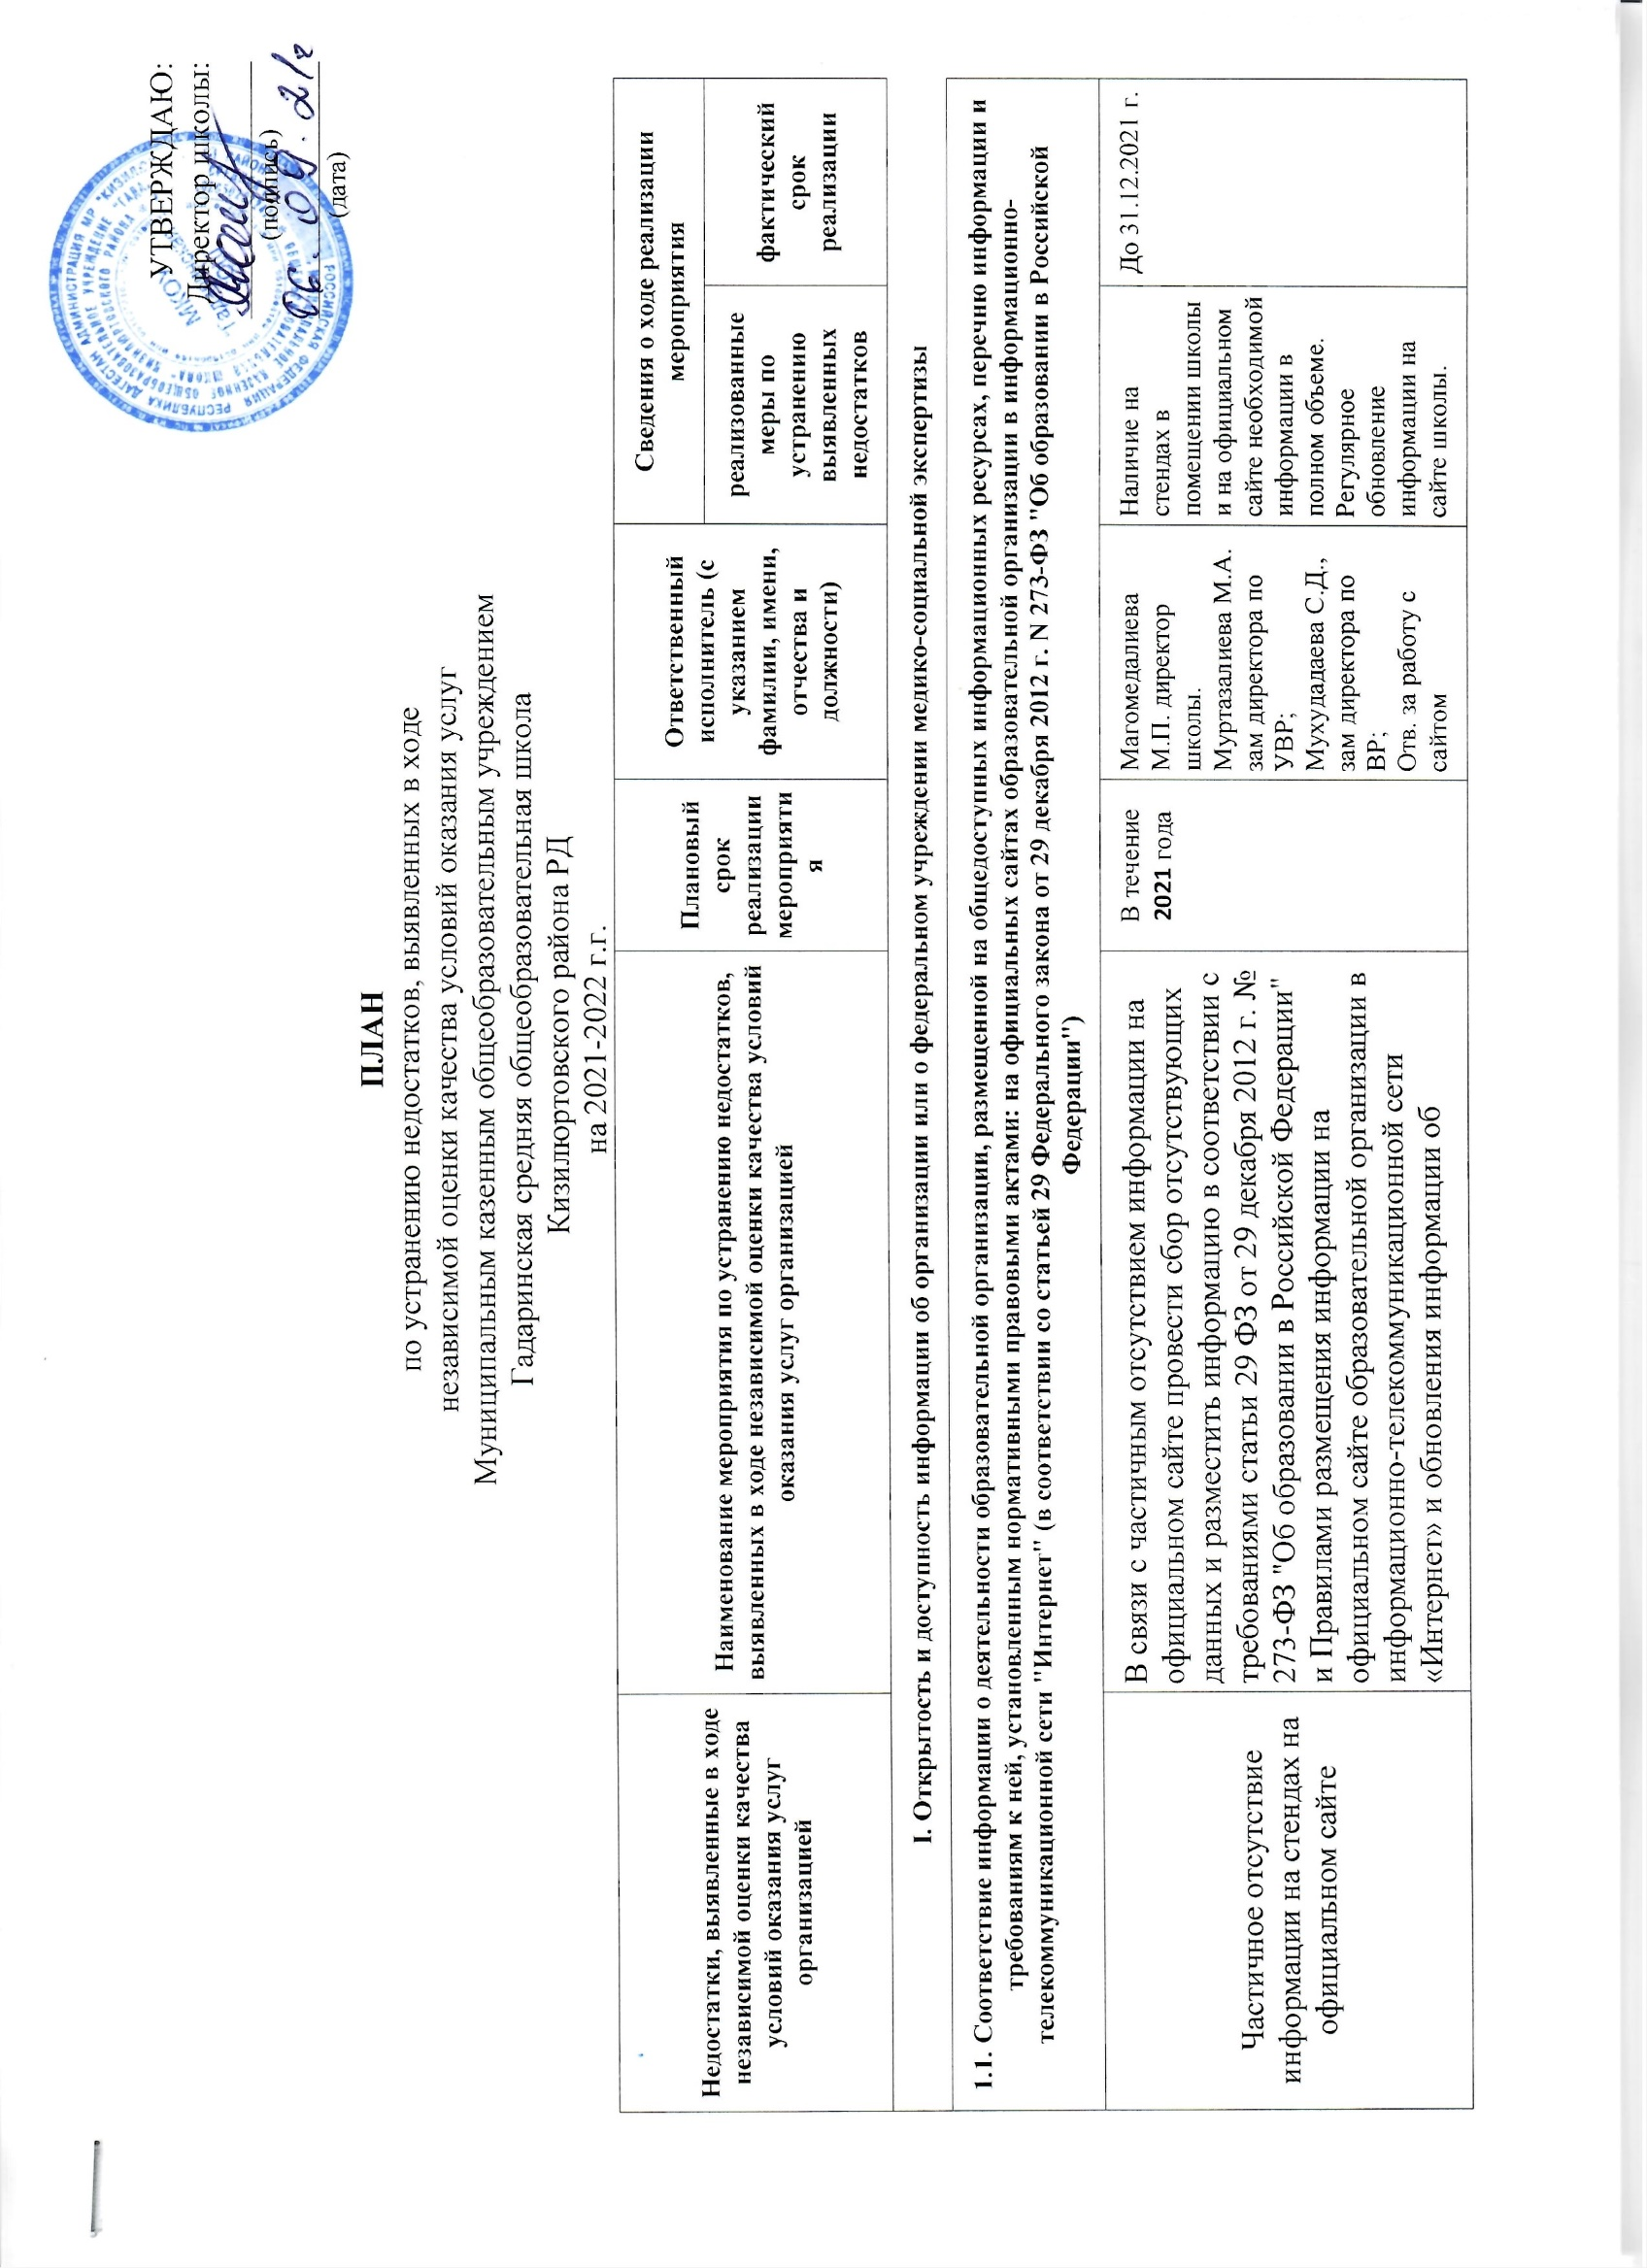 УТВЕРЖДАЮ:
Директор школы:
(подпись)
06.04.21г
(дата)
ПЛАН
по устранению недостатков, выявленных в ходе
независимой оценки качества условий оказания услуг
Муниципальным казенным общеобразовательным учреждением
Гадаринская средняя общеобразовательная школа
Кизилюртовского района РД
на 2021-2022 г.г.
Недостатки, выявленные в ходе
независимой оценки качества
условий оказания услуг
организацией
Наименование мероприятия по устранению недостатков,
выявленных в ходе независимой оценки качества условий
оказания услуг организацией
Плановый
срок
реализации
мероприяти
я
Ответственный
исполнитель (с
указанием
фамилии, имени,
отчества и
должности)
Сведения о ходе реализации
мероприятия
реализованные
меры по
устранению
выявленных
недостатков
фактический
срок
реализации
I. Открытость и доступность информации об организации или о федеральном учреждении медико-социальной экспертизы
1.1. Соответствие информации о деятельности образовательной организации, размещенной на общедоступных информационных ресурсах, перечню информации и
требованиям к ней, установленным нормативными правовыми актами: на официальных сайтах образовательной организации в информационно-
телекоммуникационной сети "Интернет" (в соответствии со статьей 29 Федерального закона от 29 декабря 2012 г. N 273-ФЗ "Об образовании в Российской
Федерации")
Частичное отсутствие
информации на стендах на
официальном сайте
В связи с частичным отсутствием информации на
официальном сайте провести сбор отсутствующих
данных и разместить информацию в соответствии с
требованиями статьи 29 ФЗ от 29 декабря 2012 г. №
273-ФЗ "Об образовании в Российской Федерации"
и Правилами размещения информации на
официальном сайте образовательной организации в
информационно-телекоммуникационной сети
«Интернет» и обновления информации об
В течение
2021 года
Магомедалиева
М.П. директор
школы.
Муртазалиева М.А.
зам директора по
УВР;
Мухудадаева С.Д.,
зам директора по
ВР;
Отв. за работу с
сайтом
Наличие на
стендах в
помещении школы
и на официальном
сайте необходимой
информации в
полном объеме.
Регулярное
обновление
информации на
сайте школы.
До 31.12.2021 г.